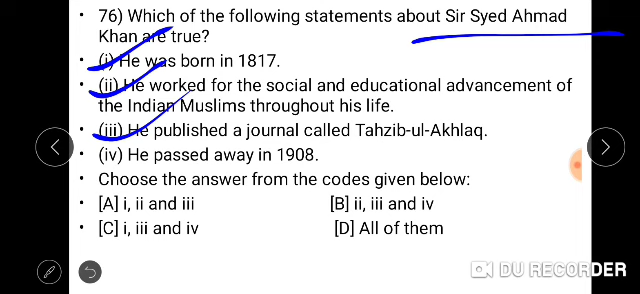 • 76) Which of the following statements about Sir Syed Ahmad
Khan are true?
• (i) He was born in 1817.
• (ii) He worked for the social and educational advancement of
the Indian Muslims throughout his life.
• (iii) He published a journal called Tahzib-ul-Akhlaq.
• (iv) He passed away in 1908.
• Choose the answer from the codes given below:
• [A] i, ii and iii [B] ii, iii and iv
• [C] i, iii and iv [D] All of them
DU RECORDER